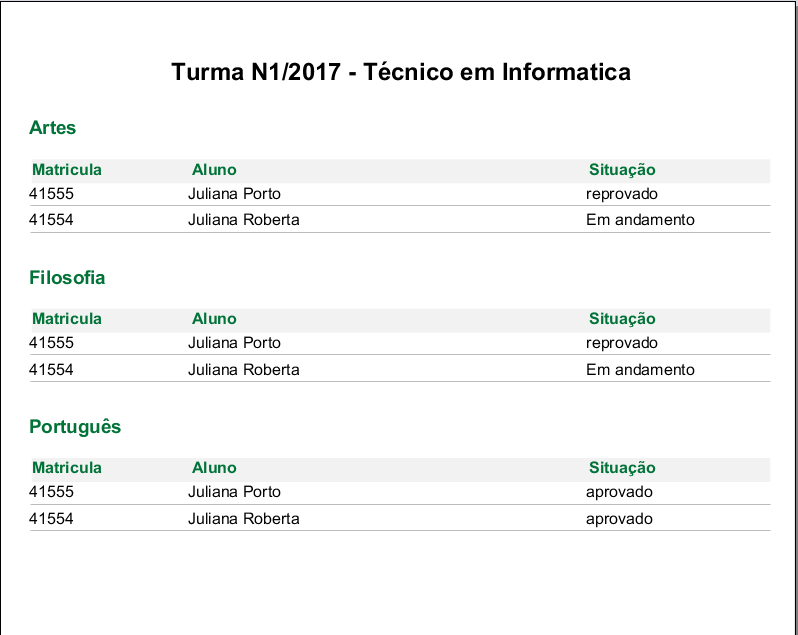 Turma N1/2017 - Técnico em Informatica
Artes
Matricula Aluno Situação
41555 Juliana Porto reprovado
41554 Juliana Roberta Em andamento
Filosofia
Matricula Aluno Situação
41555 Juliana Porto reprovado
41554 Juliana Roberta Em andamento
Português
Matricula Aluno Situação
41555 Juliana Porto aprovado
41554 Juliana Roberta aprovado